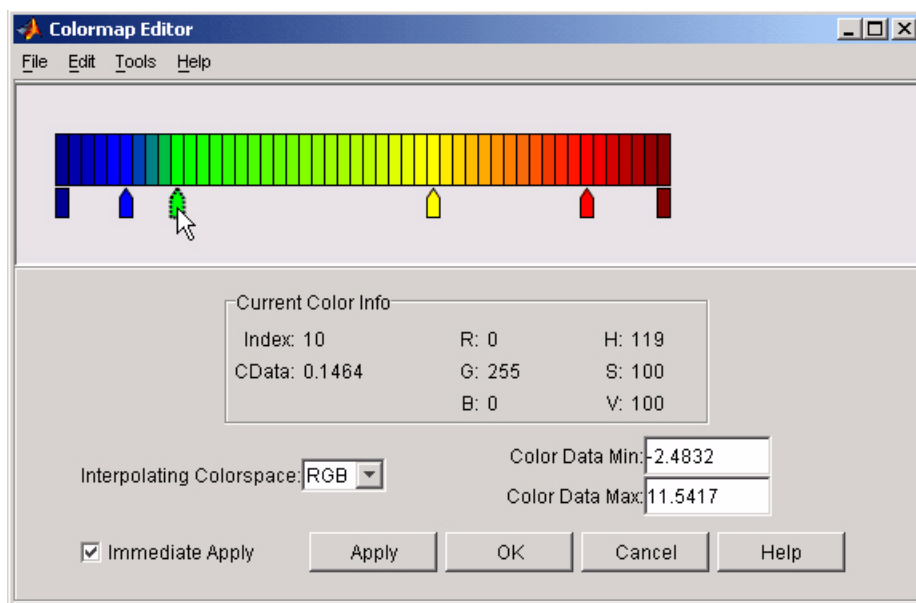 Colormap Editor
File Edit Tools Help
Current Color Info
Index: 10 R: 0 H: 119
CData: 0.1464 G: 255 S: 100
B: 0 V: 100
Interpolating Colorspace: RGB
Color Data Min: -2.4832
Color Data Max: 11.5417
Immediate Apply Apply OK Cancel Help